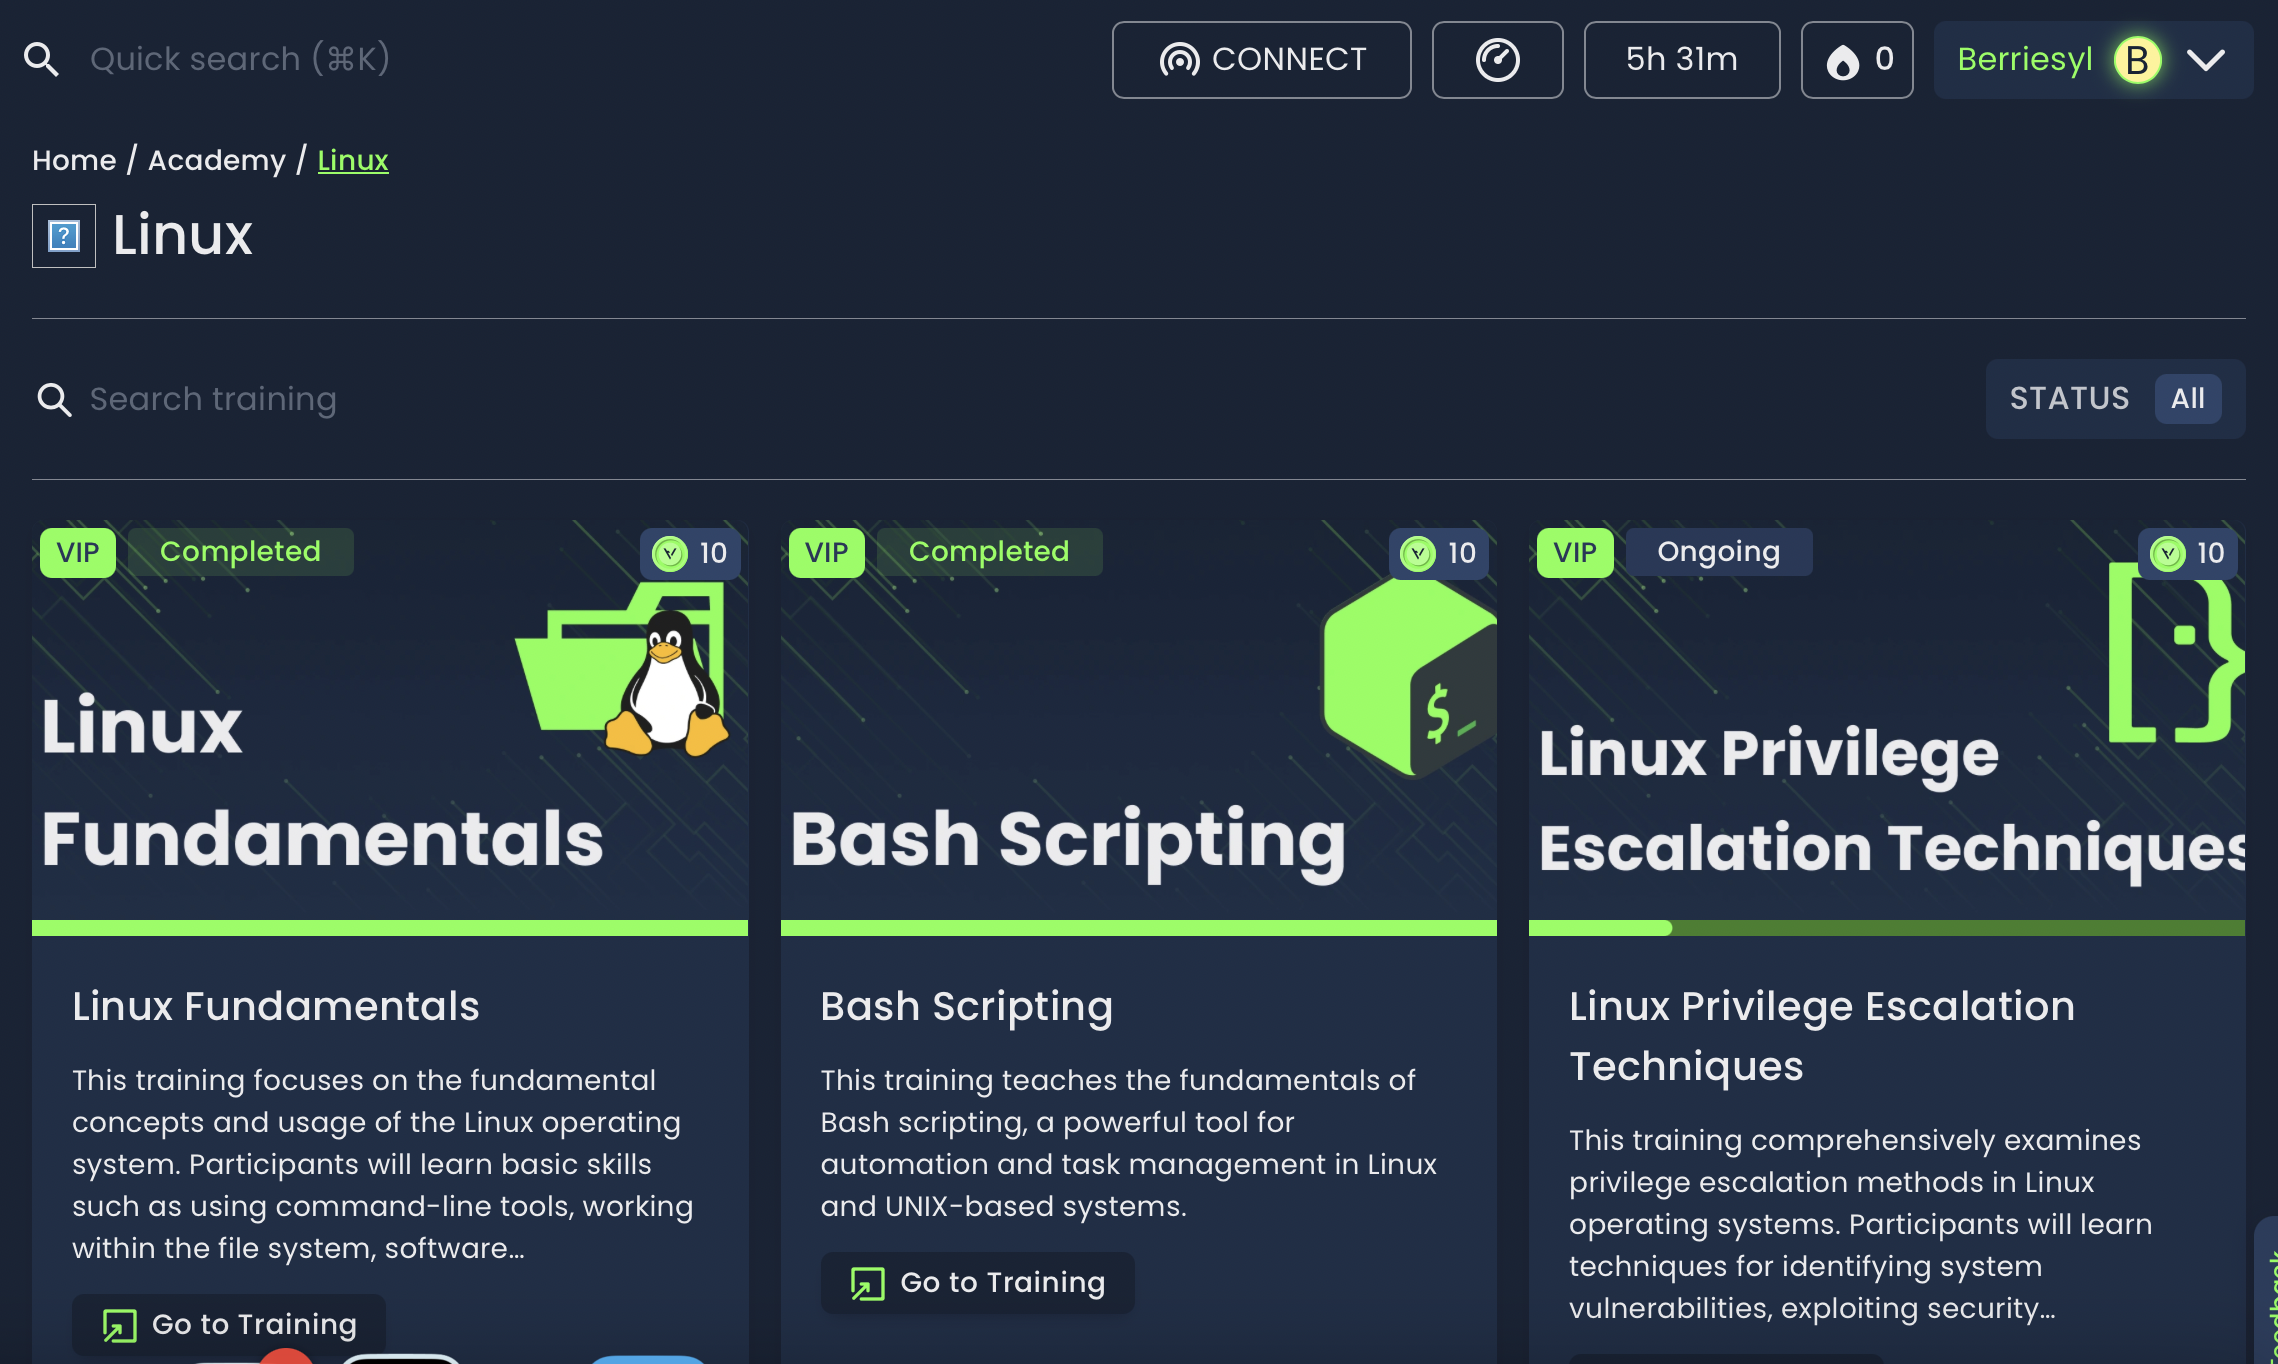 Quick search (⌘K)
CONNECT
5h 31m
0
Berriesyl
B
Home / Academy / Linux
?
Linux
Search training
STATUS All
VIP Completed 10
Linux
Fundamentals
Linux Fundamentals
This training focuses on the fundamental
concepts and usage of the Linux operating
system. Participants will learn basic skills
such as using command-line tools, working
within the file system, software...
Go to Training
VIP Completed 10
$_
Bash Scripting
Bash Scripting
This training teaches the fundamentals of
Bash scripting, a powerful tool for
automation and task management in Linux
and UNIX-based systems.
Go to Training
VIP Ongoing 10
Linux Privilege
Escalation Techniques
Linux Privilege Escalation
Techniques
This training comprehensively examines
privilege escalation methods in Linux
operating systems. Participants will learn
techniques for identifying system
vulnerabilities, exploiting security...
Feedback